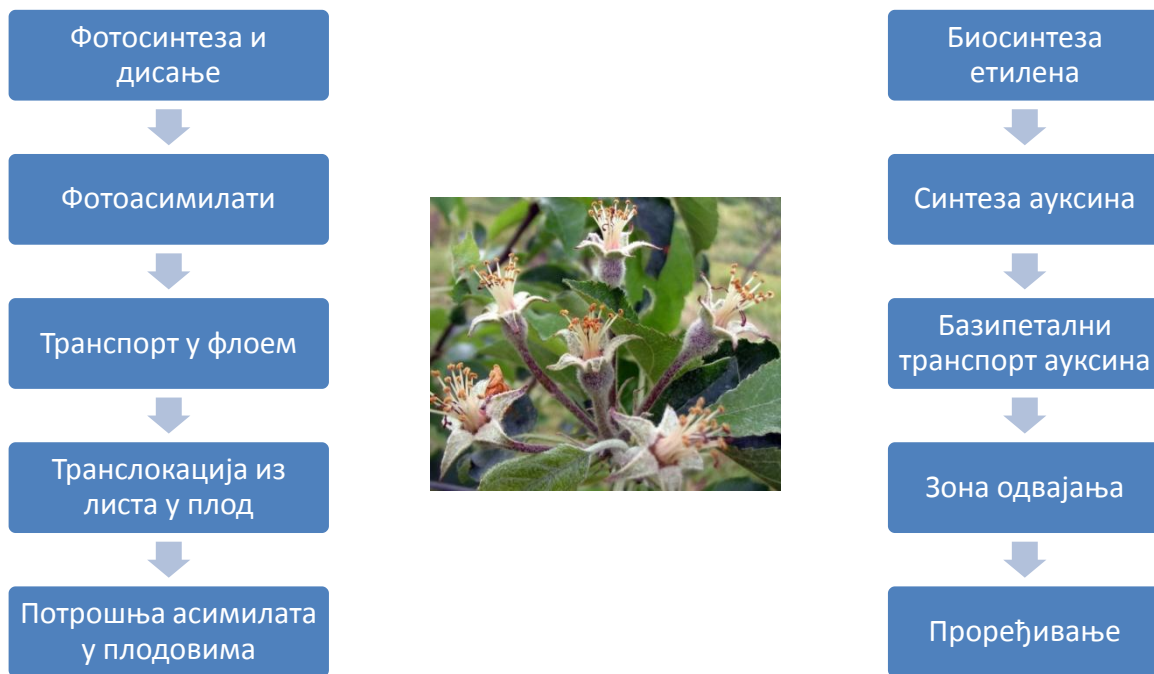 Фотосинтеза и
дисање
Фотоасимилати
Транспорт у флоем
Транслокација из
листа у плод
Потрошња асимилата
у плодовима
Биосинтеза
етилена
Синтеза ауксина
Базипетални
транспорт ауксина
Зона одвајања
Проређивање